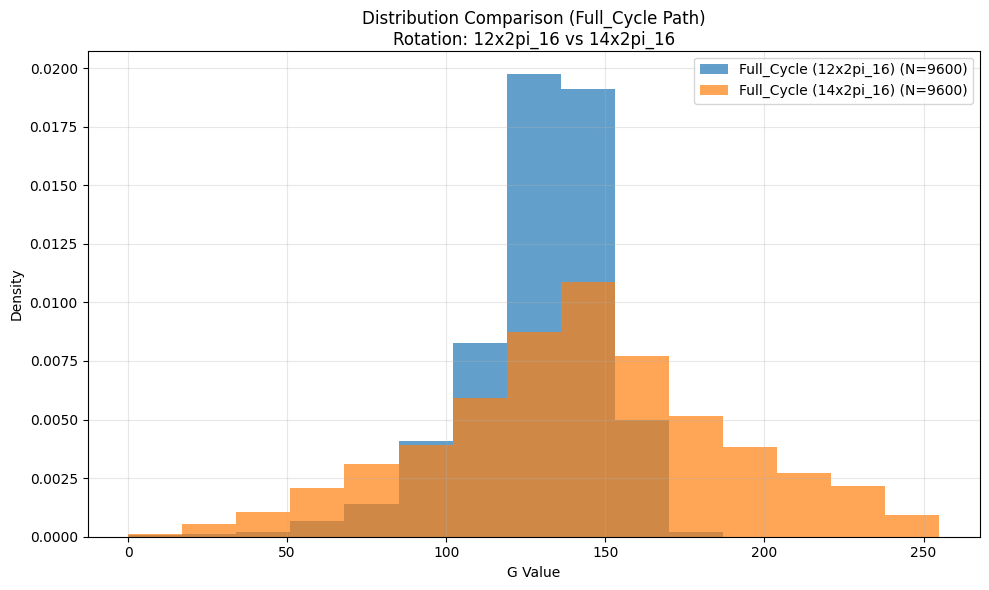 Distribution Comparison (Full_Cycle Path)
Rotation: 12x2pi_16 vs 14x2pi_16
Full_Cycle (12x2pi_16) (N=9600)
Full_Cycle (14x2pi_16) (N=9600)
Density
0.0200
0.0175
0.0150
0.0125
0.0100
0.0075
0.0050
0.0025
0.0000
0 50 100 150 200 250
G Value